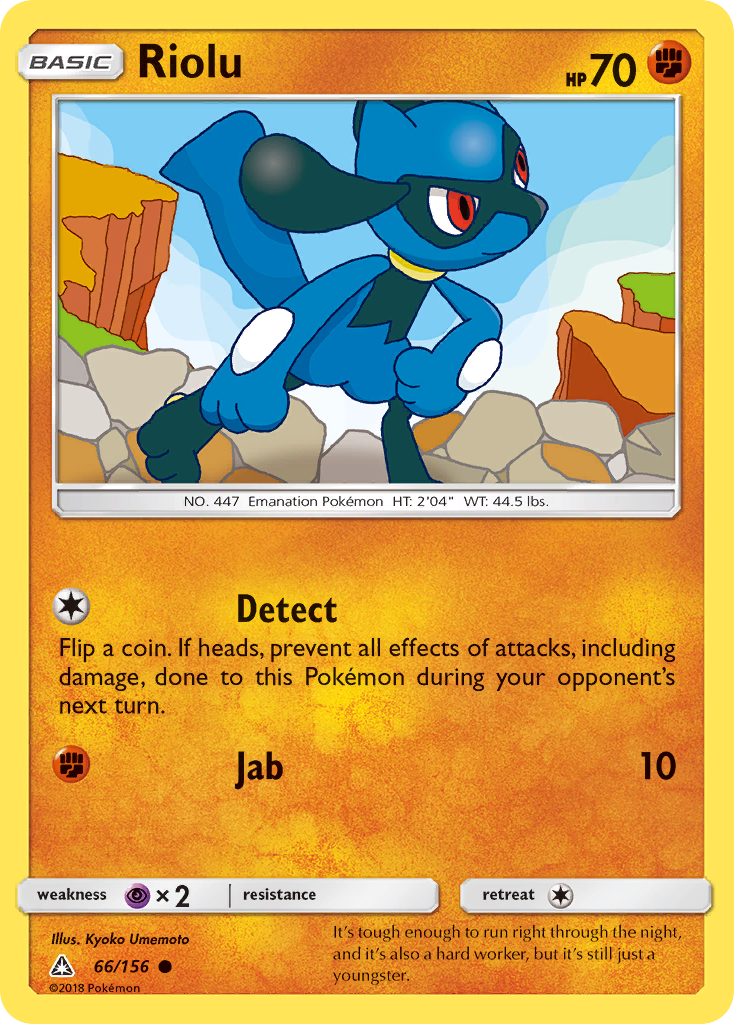 BASIC Riolu HP 70
NO. 447 Emanation Pokémon HT: 2'04" WT: 44.5 lbs.
Detect
Flip a coin. If heads, prevent all effects of attacks, including
damage, done to this Pokémon during your opponent's
next turn.
Jab 10
weakness × 2 resistance retreat
Illus. Kyoko Umemoto
66/156
©2018 Pokémon
It's tough enough to run right through the night,
and it's also a hard worker, but it's still just a
youngster.